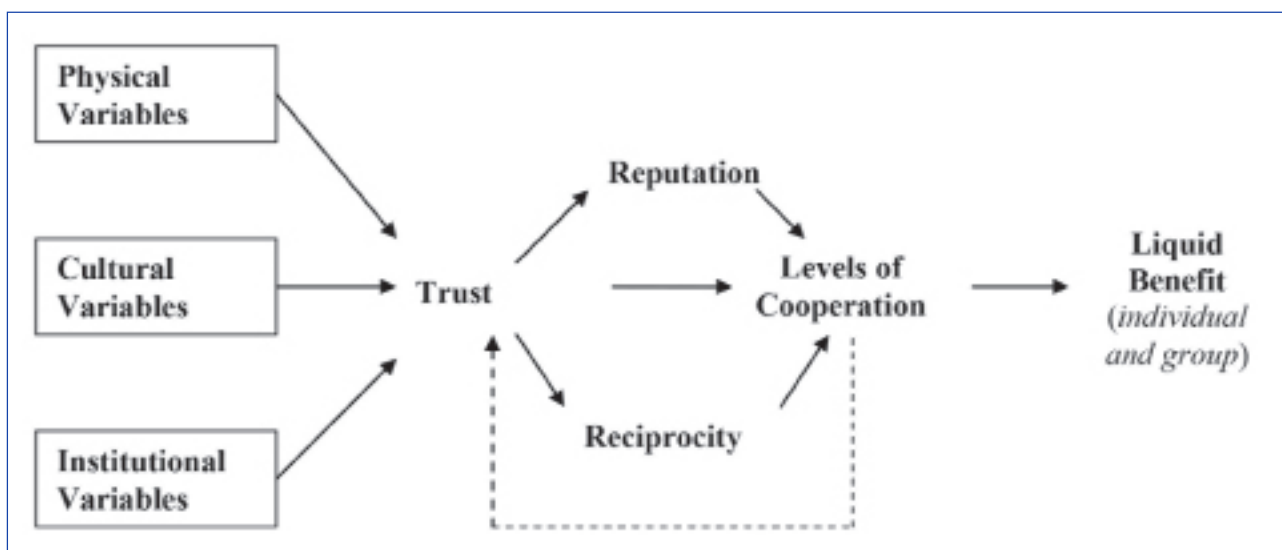 Physical
Variables
Reputation
Cultural
Variables
Trust
Levels of
Cooperation
Liquid
Benefit
(individual
and group)
Reciprocity
Institutional
Variables